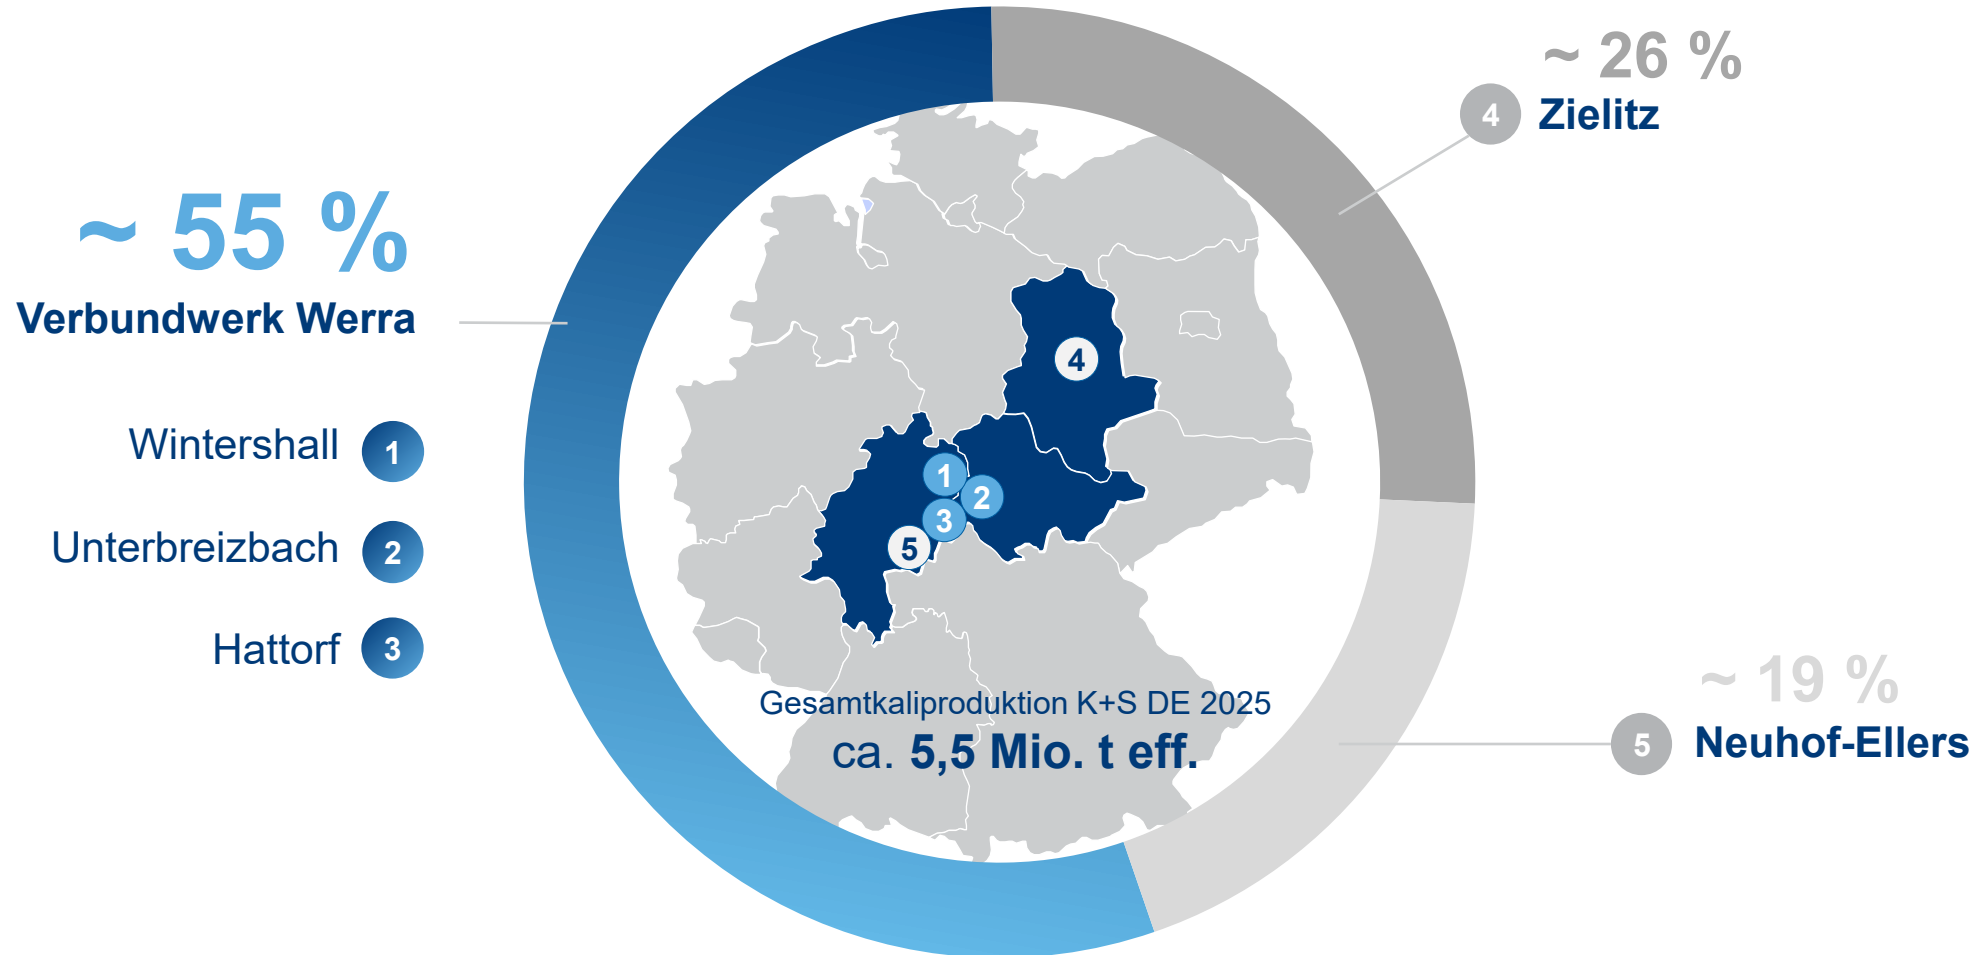 ~ 55 %
Verbundwerk Werra
Wintershall 1
Unterbreizbach 2
Hattorf 3
~ 26 %
4 Zielitz
4
1
2
3
5
Gesamtkaliproduktion K+S DE 2025
ca. 5,5 Mio. t eff.
~ 19 %
5 Neuhof-Ellers